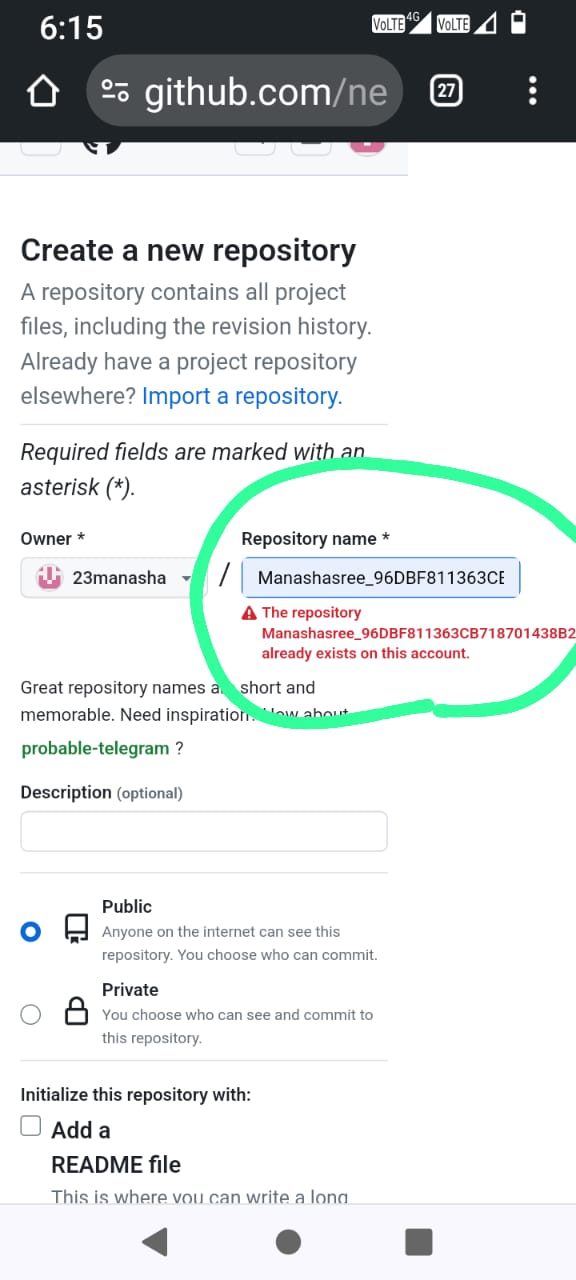 6:15
VoLTE 4G VoLTE
github.com/ne
27
Create a new repository
A repository contains all project
files, including the revision history.
Already have a project repository
elsewhere? Import a repository.
Required fields are marked with an
asterisk (*).
Owner *
Repository name *
23manasha
/
Manashasree_96DBF811363CE
The repository
Manashasree_96DBF811363CB718701438B2
already exists on this account.
Great repository names are short and
memorable. Need inspiration? How about
probable-telegram ?
Description (optional)
Public
Anyone on the internet can see this
repository. You choose who can commit.
Private
You choose who can see and commit to
this repository.
Initialize this repository with:
Add a
README file
This is where you can write a long